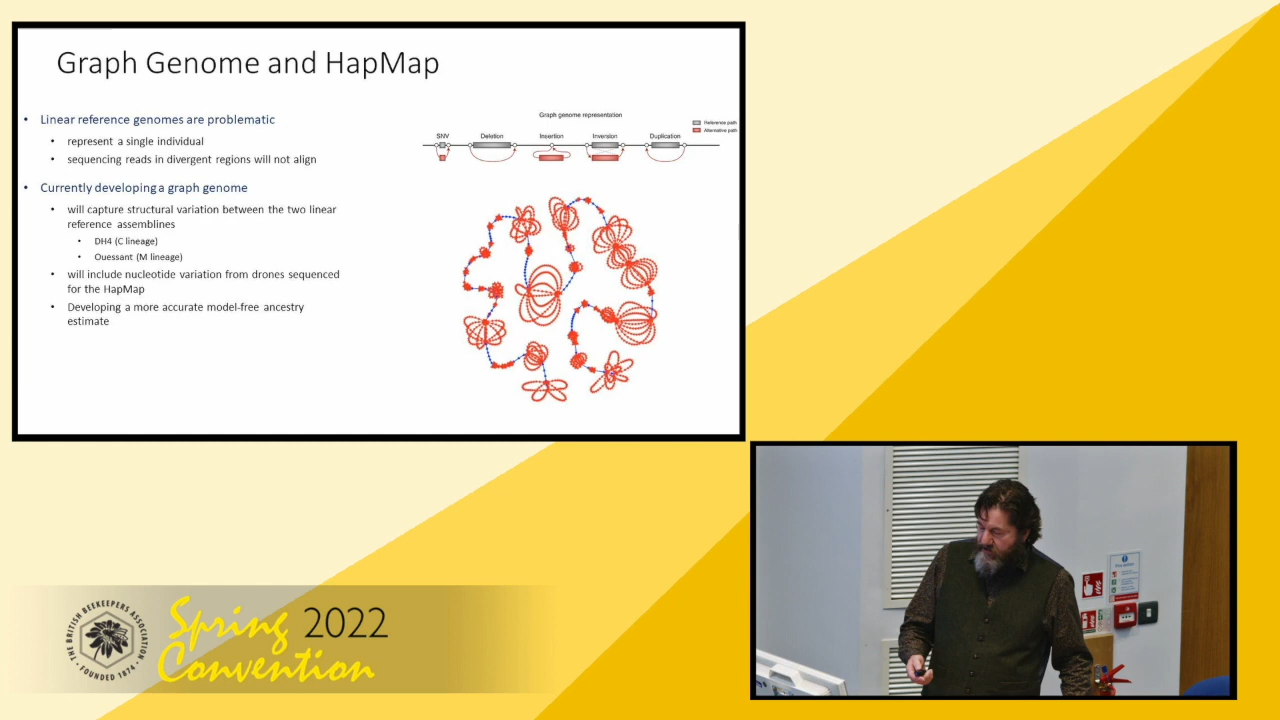 Graph Genome and HapMap
• Linear reference genomes are problematic
• represent a single individual
• sequencing reads in divergent regions will not align
• Currently developing a graph genome
• will capture structural variation between the two linear
reference assemblines
• DH4 (C lineage)
• Ouessant (M lineage)
• will include nucleotide variation from drones sequenced
for the HapMap
• Developing a more accurate model-free ancestry
estimate
Graph genome representation
Reference path
Alternative path
SNV Deletion Insertion Inversion Duplication
THE BRITISH BEEKEEPERS ASSOCIATION
• FOUNDED 1874 •
Spring 2022
Convention